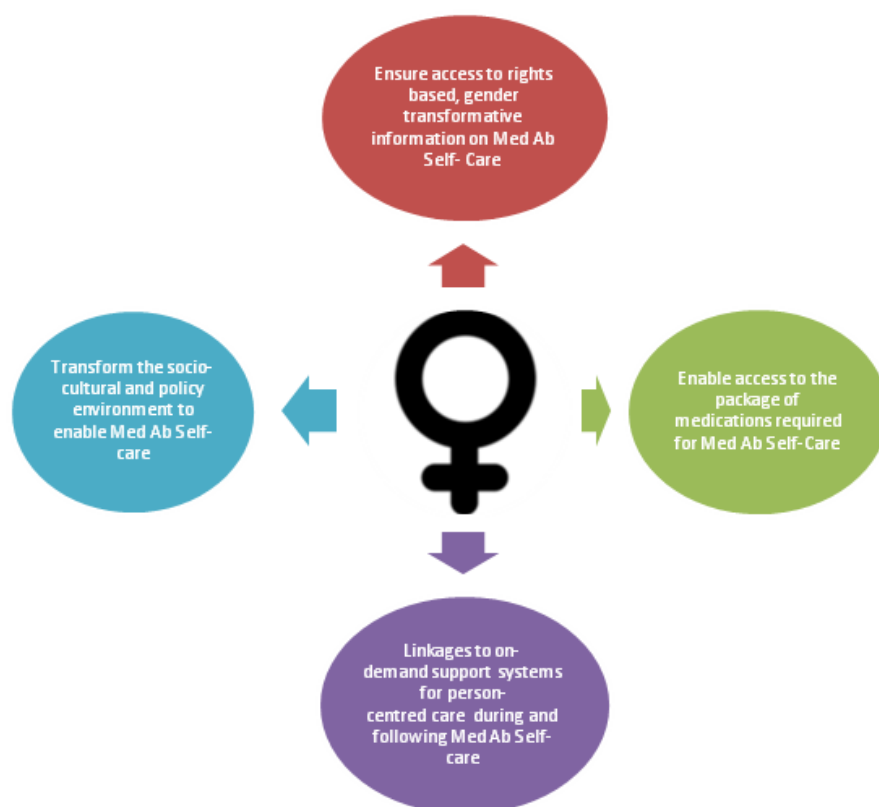 Ensure access to rights
based, gender
transformative
information on Med Ab
Self- Care
Transform the socio-
cultural and policy
environment to
enable Med Ab Self-
care
Enable access to the
package of
medications required
for Med Ab Self-Care
Linkages to on-
demand support systems
for person-
centred care during and
following Med Ab Self-
care